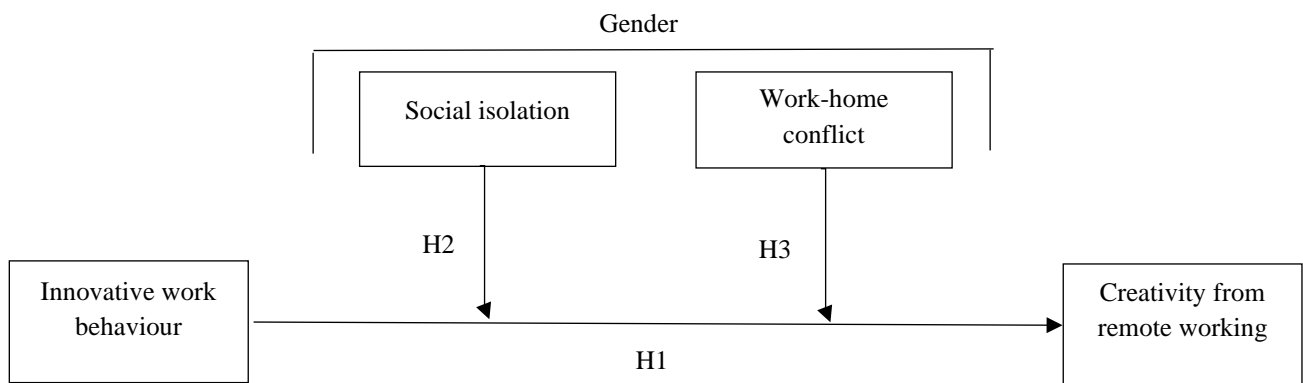 Gender
Social isolation
Work-home
conflict
H2
H3
Innovative work
behaviour
Creativity from
remote working
H1